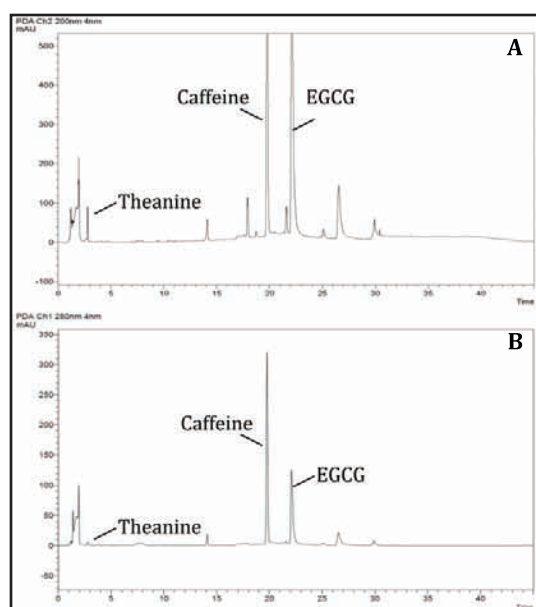 PDA Ch2 200nm 4nm
mAU
A
500
400
300
200
100
0
-100
Caffeine
EGCG
Theanine
0 5 10 15 20 25 30 35 40
Time
PDA Ch1 280nm 4nm
mAU
B
350
300
250
200
150
100
50
0
-50
Caffeine
EGCG
Theanine
0 5 10 15 20 25 30 35 40
Time